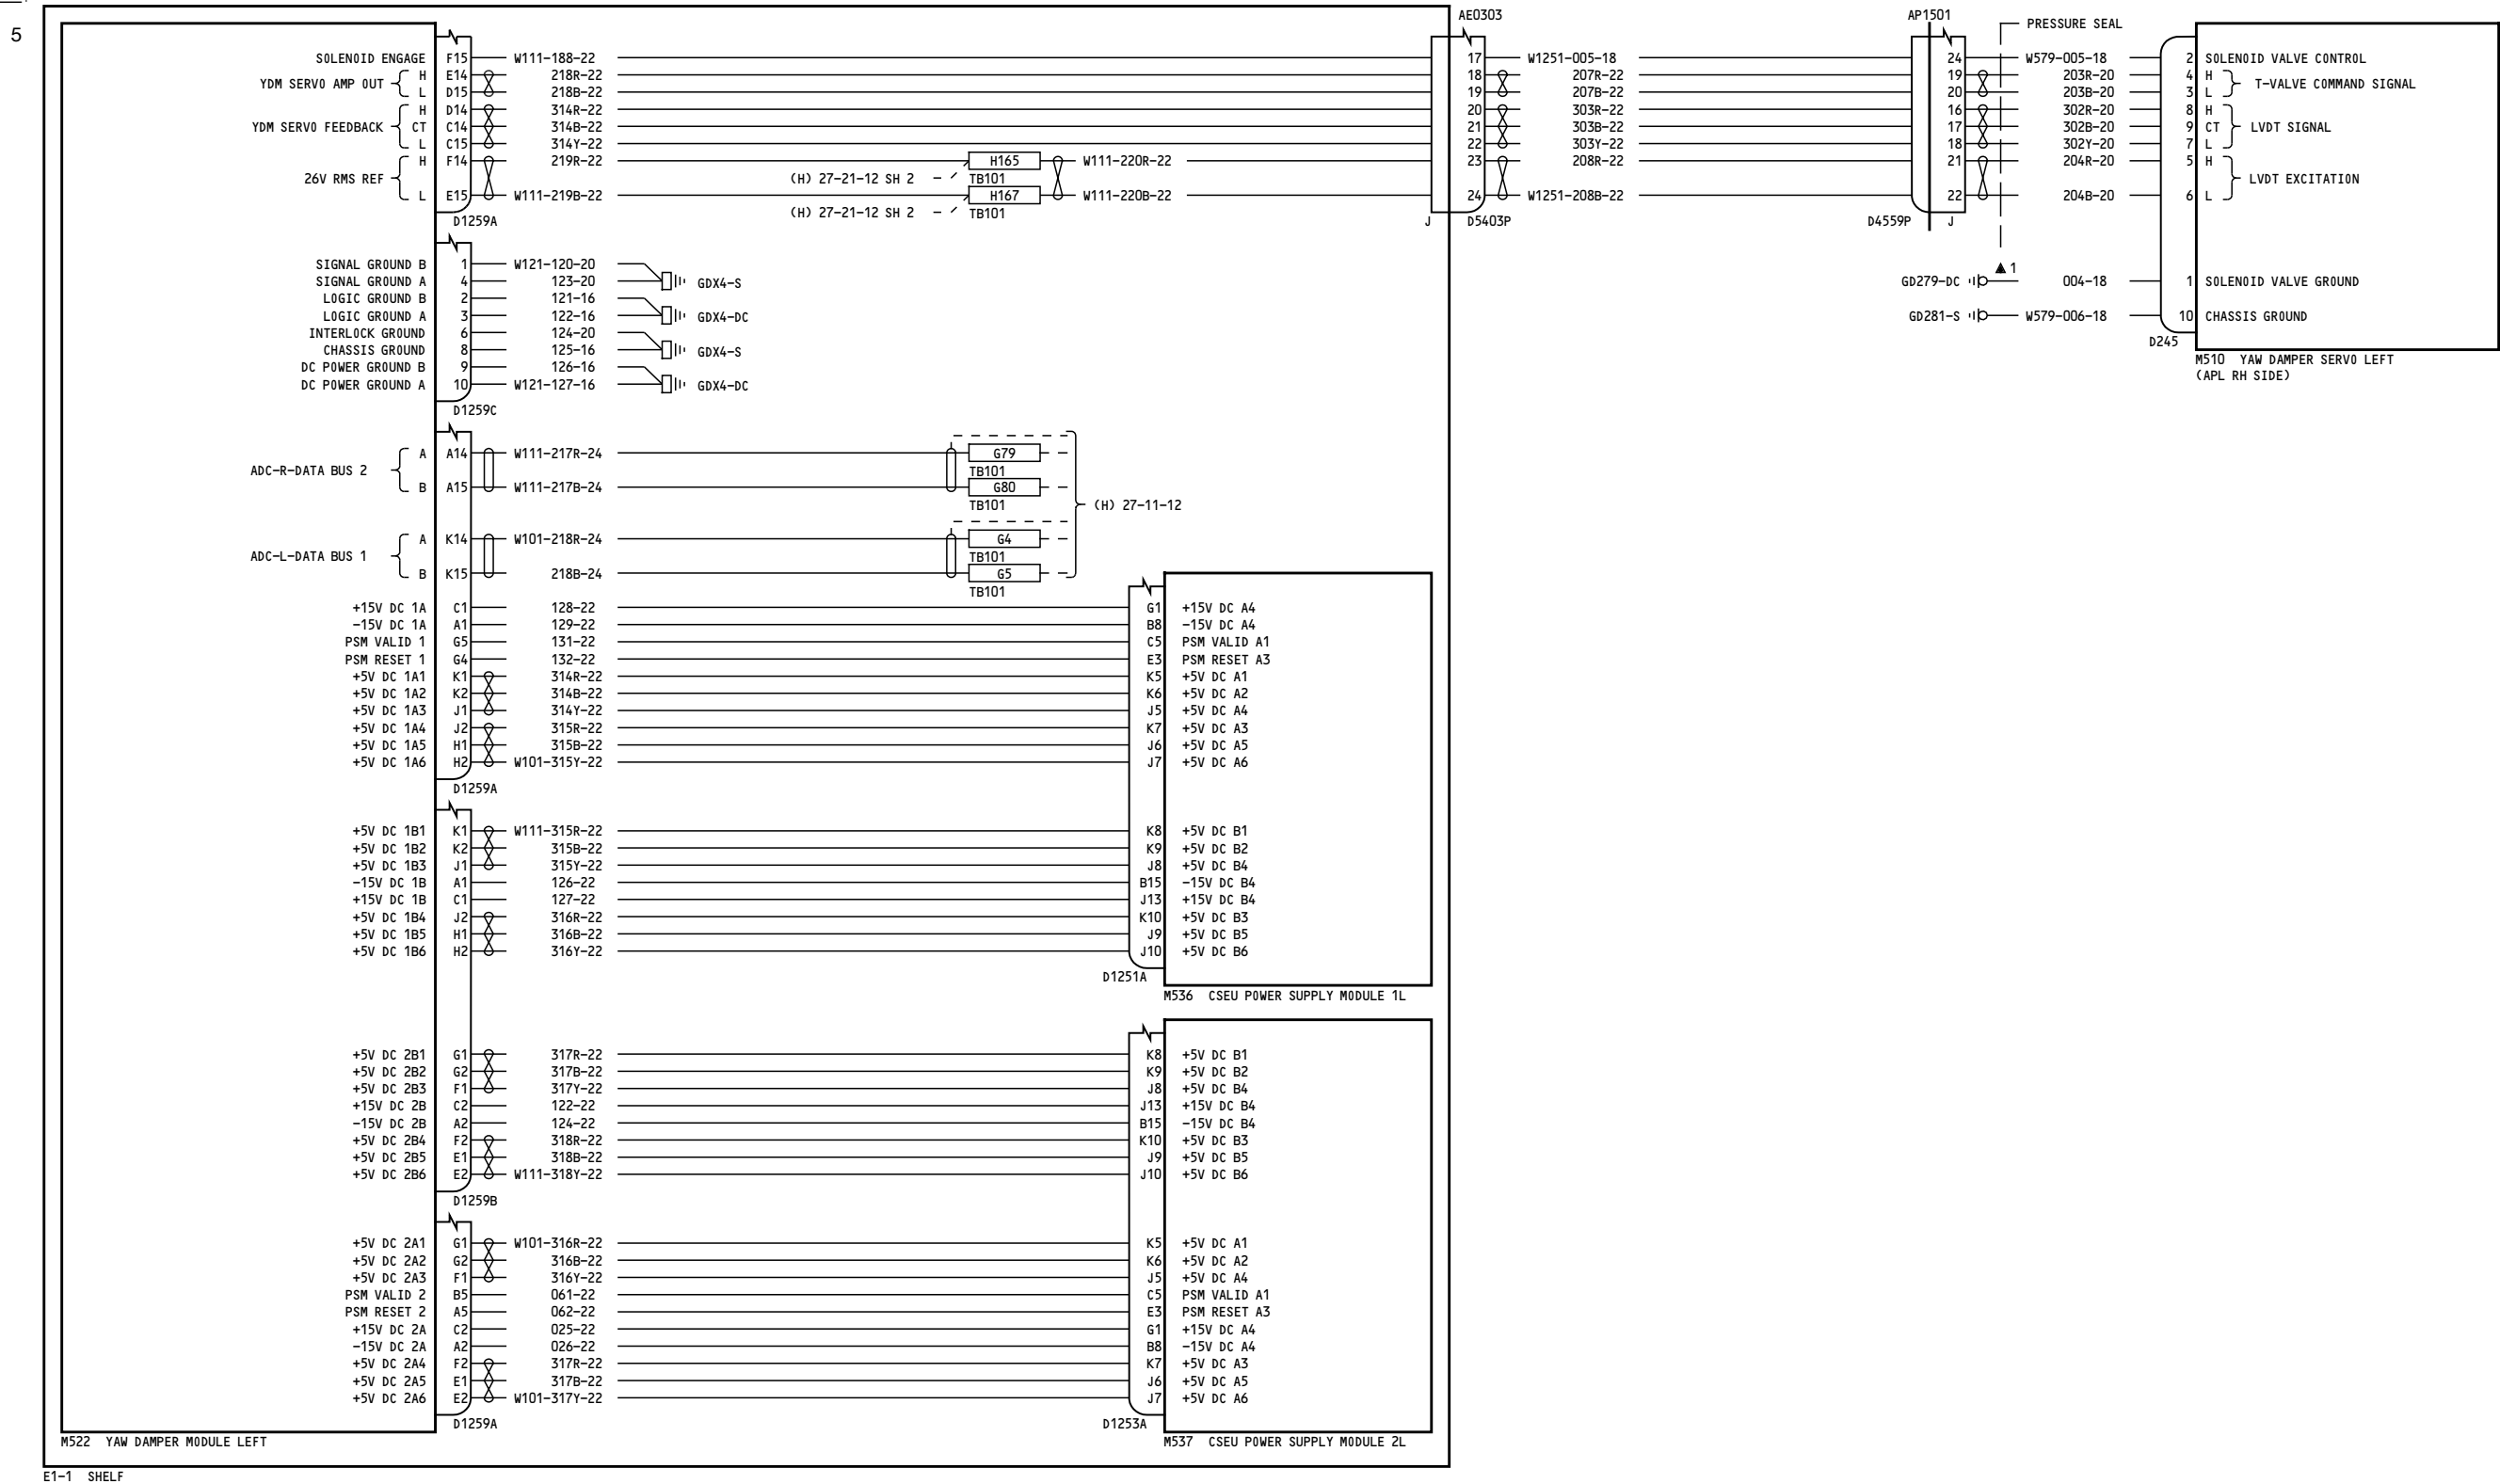 5
AE0303
AP1501
PRESSURE SEAL
SOLENOID ENGAGE F15 W111-188-22 17 W1251-005-18 24 W579-005-18 2 SOLENOID VALVE CONTROL
YDM SERVO AMP OUT H E14 218R-22 18 207R-22 19 203R-20 4 H T-VALVE COMMAND SIGNAL
L D15 218B-22 19 207B-22 20 203B-20 3 L
YDM SERVO FEEDBACK H D14 314R-22 20 303R-22 16 302R-20 8 H LVDT SIGNAL
CT C14 314B-22 21 303B-22 17 302B-20 9 CT
L C15 314Y-22 22 303Y-22 18 302Y-20 7 L
26V RMS REF H F14 219R-22 H165 W111-220R-22 23 208R-22 21 204R-20 5 H LVDT EXCITATION
(H) 27-21-12 SH 2 TB101
L E15 W111-219B-22 H167 W111-220B-22 24 W1251-208B-22 22 204B-20 6 L
(H) 27-21-12 SH 2 TB101
D1259A J D5403P D4559P J
SIGNAL GROUND B 1 W121-120-20
SIGNAL GROUND A 4 123-20 GDX4-S
LOGIC GROUND B 2 121-16
LOGIC GROUND A 3 122-16 GDX4-DC
INTERLOCK GROUND 6 124-20
CHASSIS GROUND 8 125-16 GDX4-S
DC POWER GROUND B 9 126-16
DC POWER GROUND A 10 W121-127-16 GDX4-DC
D1259C
1
GD279-DC 004-18 1 SOLENOID VALVE GROUND
GD281-S W579-006-18 10 CHASSIS GROUND
D245
M510 YAW DAMPER SERVO LEFT
(APL RH SIDE)
ADC-R-DATA BUS 2 A A14 W111-217R-24 G79
TB101
B A15 W111-217B-24 G80
TB101
(H) 27-11-12
ADC-L-DATA BUS 1 A K14 W101-218R-24 G4
TB101
B K15 218B-24 G5
TB101
+15V DC 1A C1 128-22 G1 +15V DC A4
-15V DC 1A A1 129-22 B8 -15V DC A4
PSM VALID 1 G5 131-22 C5 PSM VALID A1
PSM RESET 1 G4 132-22 E3 PSM RESET A3
+5V DC 1A1 K1 314R-22 K5 +5V DC A1
+5V DC 1A2 K2 314B-22 K6 +5V DC A2
+5V DC 1A3 J1 314Y-22 J5 +5V DC A4
+5V DC 1A4 J2 315R-22 K7 +5V DC A3
+5V DC 1A5 H1 315B-22 J6 +5V DC A5
+5V DC 1A6 H2 W101-315Y-22 J7 +5V DC A6
D1259A
+5V DC 1B1 K1 W111-315R-22 K8 +5V DC B1
+5V DC 1B2 K2 315B-22 K9 +5V DC B2
+5V DC 1B3 J1 315Y-22 J8 +5V DC B4
-15V DC 1B A1 126-22 B15 -15V DC B4
+15V DC 1B C1 127-22 J13 +15V DC B4
+5V DC 1B4 J2 316R-22 K10 +5V DC B3
+5V DC 1B5 H1 316B-22 J9 +5V DC B5
+5V DC 1B6 H2 316Y-22 J10 +5V DC B6
D1251A
M536 CSEU POWER SUPPLY MODULE 1L
+5V DC 2B1 G1 317R-22 K8 +5V DC B1
+5V DC 2B2 G2 317B-22 K9 +5V DC B2
+5V DC 2B3 F1 317Y-22 J8 +5V DC B4
+15V DC 2B C2 122-22 J13 +15V DC B4
-15V DC 2B A2 124-22 B15 -15V DC B4
+5V DC 2B4 F2 318R-22 K10 +5V DC B3
+5V DC 2B5 E1 318B-22 J9 +5V DC B5
+5V DC 2B6 E2 W111-318Y-22 J10 +5V DC B6
D1259B
+5V DC 2A1 G1 W101-316R-22 K5 +5V DC A1
+5V DC 2A2 G2 316B-22 K6 +5V DC A2
+5V DC 2A3 F1 316Y-22 J5 +5V DC A4
PSM VALID 2 B5 061-22 C5 PSM VALID A1
PSM RESET 2 A5 062-22 E3 PSM RESET A3
+15V DC 2A C2 025-22 G1 +15V DC A4
-15V DC 2A A2 026-22 B8 -15V DC A4
+5V DC 2A4 F2 317R-22 K7 +5V DC A3
+5V DC 2A5 E1 317B-22 J6 +5V DC A5
+5V DC 2A6 E2 W101-317Y-22 J7 +5V DC A6
D1259A D1253A
M522 YAW DAMPER MODULE LEFT M537 CSEU POWER SUPPLY MODULE 2L
E1-1 SHELF